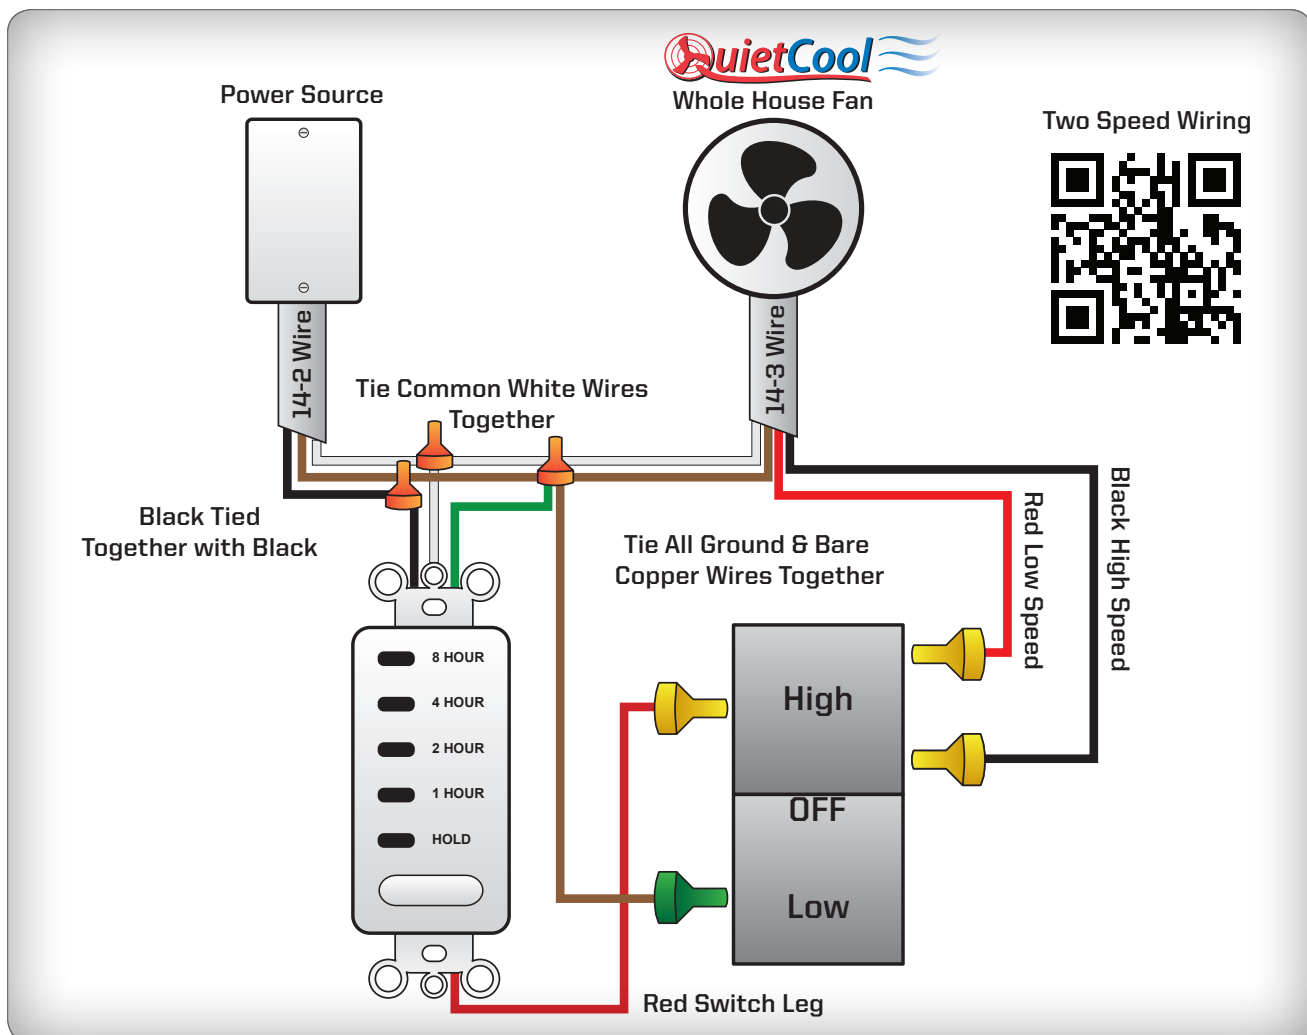 QuietCool
Power Source
Whole House Fan
Two Speed Wiring
14-2 Wire
14-3 Wire
Tie Common White Wires
Together
Black Tied
Together with Black
Tie All Ground & Bare
Copper Wires Together
Red Low Speed
Black High Speed
8 HOUR
4 HOUR
2 HOUR
1 HOUR
HOLD
High
OFF
Low
Red Switch Leg